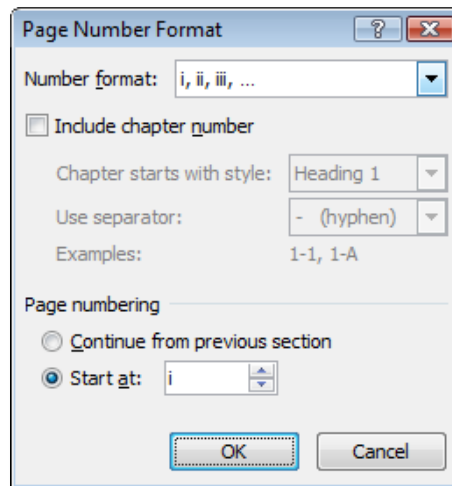 Page Number Format
Number format: i, ii, iii, ...
Include chapter number
Chapter starts with style: Heading 1
Use separator: - (hyphen)
Examples: 1-1, 1-A
Page numbering
Continue from previous section
Start at: i
OK Cancel